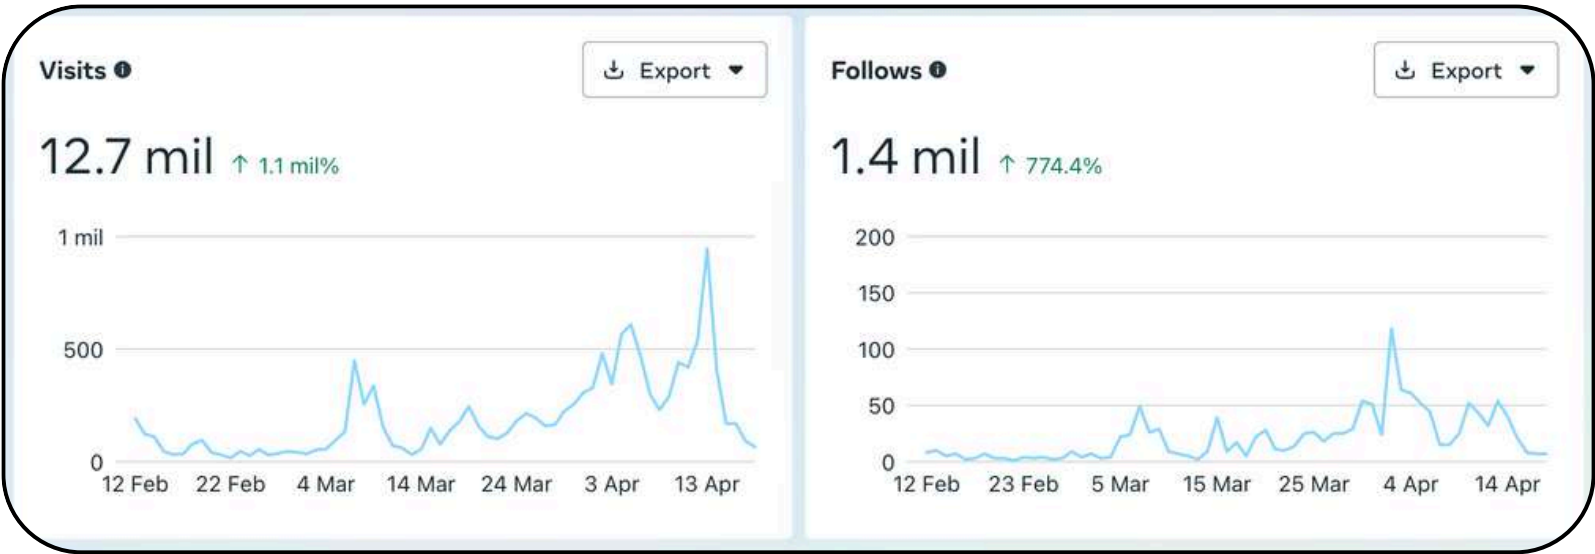 Visits
Export
12.7 mil ↑ 1.1 mil%
1 mil
500
0
12 Feb 22 Feb 4 Mar 14 Mar 24 Mar 3 Apr 13 Apr
Follows
Export
1.4 mil ↑ 774.4%
200
150
100
50
0
12 Feb 23 Feb 5 Mar 15 Mar 25 Mar 4 Apr 14 Apr